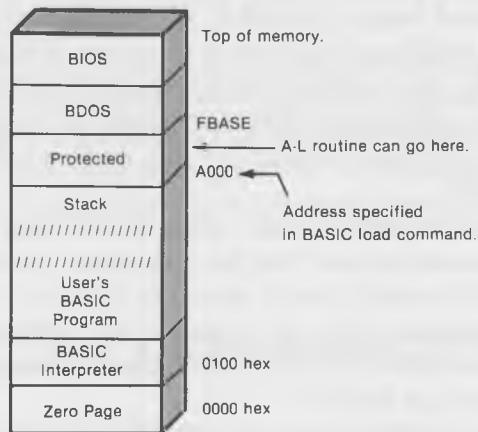 Top of memory.
BIOS
BDOS
FBASE
A-L routine can go here.
Protected
A000
Stack
Address specified
in BASIC load command.
User's
BASIC
Program
BASIC
Interpreter
0100 hex
Zero Page
0000 hex